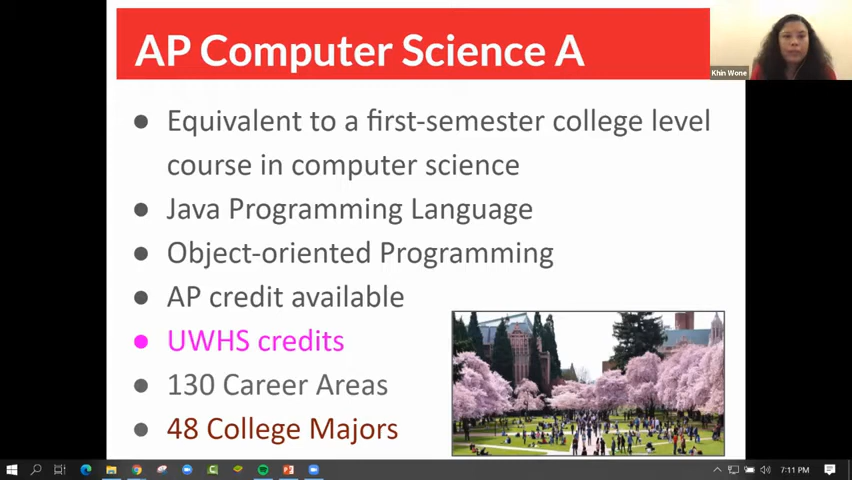 AP Computer Science A
Khin Wone
Equivalent to a first-semester college level
course in computer science
Java Programming Language
Object-oriented Programming
AP credit available
UWHS credits
130 Career Areas
48 College Majors
7:11 PM